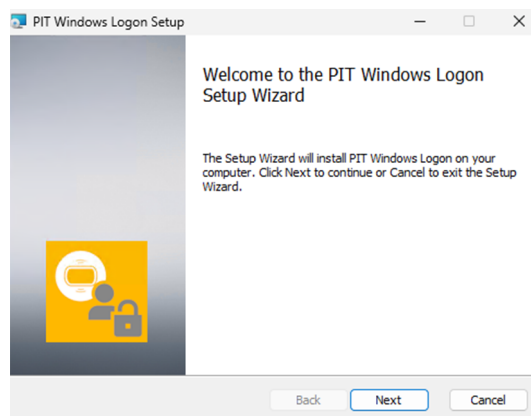 PIT Windows Logon Setup
Welcome to the PIT Windows Logon
Setup Wizard
The Setup Wizard will install PIT Windows Logon on your
computer. Click Next to continue or Cancel to exit the Setup
Wizard.
Back
Next
Cancel